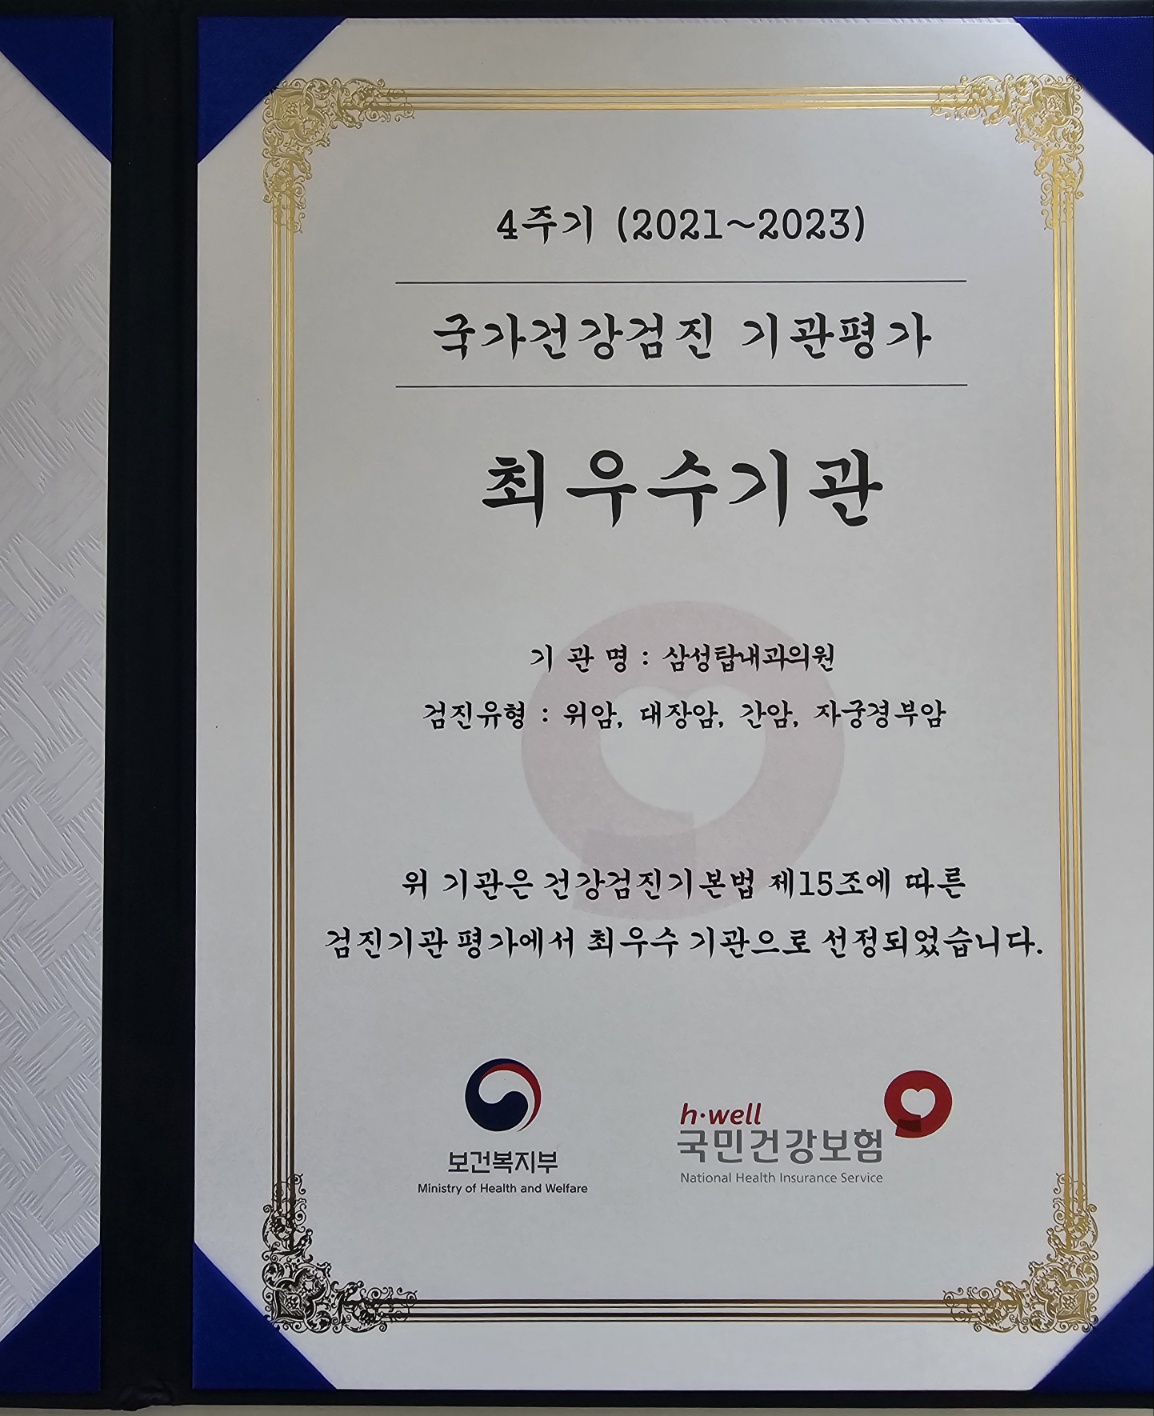 4주기 (2021~2023)
국가건강검진 기관평가
최우수기관
기 관 명 : 삼성탑내과의원
검진유형 : 위암, 대장암, 간암, 자궁경부암
위 기관은 건강검진기본법 제15조에 따른
검진기관 평가에서 최우수 기관으로 선정되었습니다.
보건복지부
Ministry of Health and Welfare
h·well
국민건강보험
National Health Insurance Service